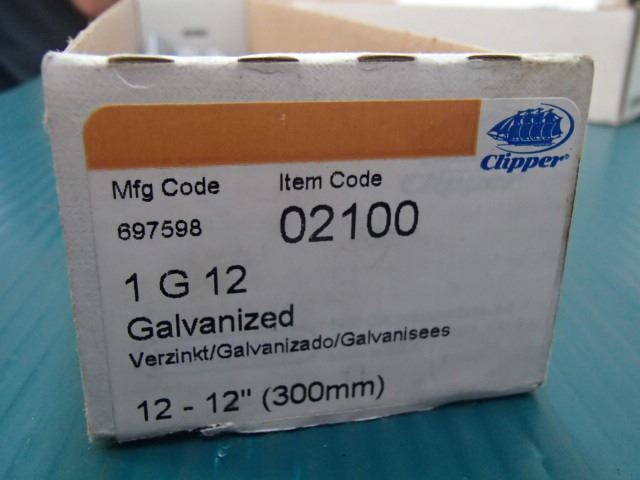 Clipper®
Mfg Code
Item Code
697598
02100
1 G 12
Galvanized
Verzinkt/Galvanizado/Galvanisees
12 - 12" (300mm)